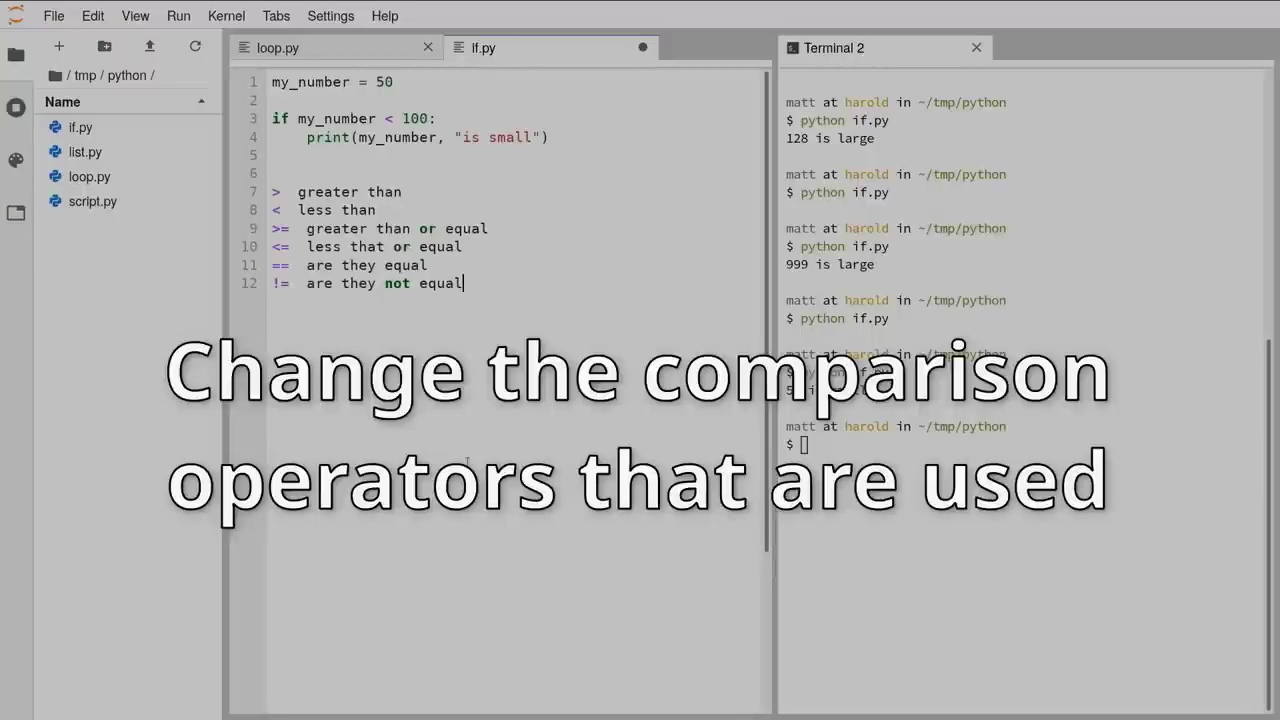 File Edit View Run Kernel Tabs Settings Help
/ tmp / python /
Name
if.py
list.py
loop.py
script.py
loop.py
if.py
1 my_number = 50
2
3 if my_number < 100:
4 print(my_number, "is small")
5
6
7 > greater than
8 < less than
9 >= greater than or equal
10 <= less that or equal
11 == are they equal
12 != are they not equal
Terminal 2
matt at harold in ~/tmp/python
$ python if.py
128 is large
matt at harold in ~/tmp/python
$ python if.py
matt at harold in ~/tmp/python
$ python if.py
999 is large
matt at harold in ~/tmp/python
$ python if.py
matt at harold in ~/tmp/python
matt at harold in ~/tmp/python
$
Change the comparison
operators that are used